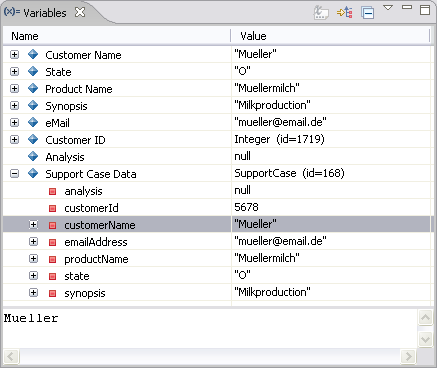 (x)= Variables
Name Value
Customer Name "Mueller"
State "O"
Product Name "Muellermilch"
Synopsis "Milkproduction"
eMail "mueller@email.de"
Customer ID Integer (id=1719)
Analysis null
Support Case Data SupportCase (id=168)
analysis null
customerId 5678
customerName "Mueller"
emailAddress "mueller@email.de"
productName "Muellermilch"
state "O"
synopsis "Milkproduction"
Mueller